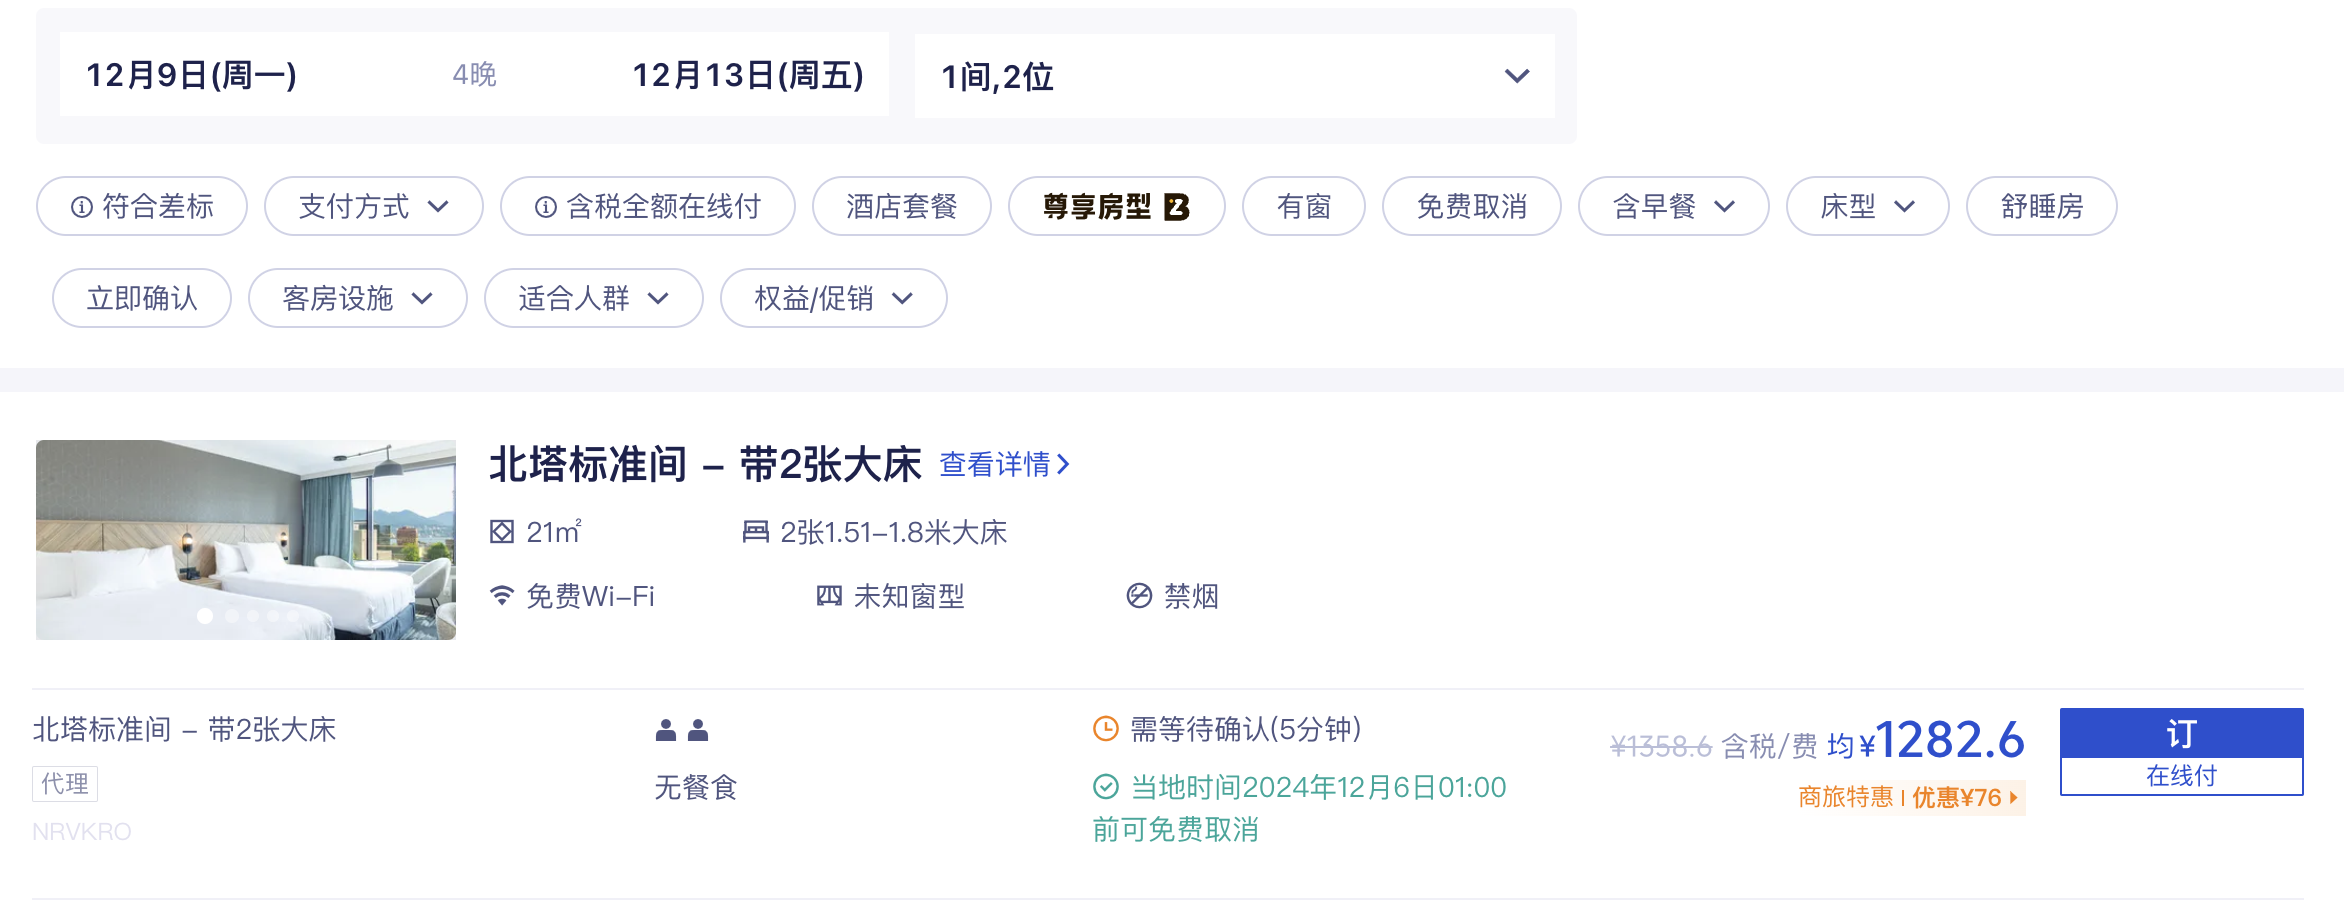 12月9日(周一) 4晚 12月13日(周五) 1间,2位
符合差标 支付方式 含税全额在线付 酒店套餐 尊享房型 有窗 免费取消 含早餐 床型 舒睡房
立即确认 客房设施 适合人群 权益/促销
北塔标准间 – 带2张大床 查看详情
21㎡ 2张1.51–1.8米大床
免费Wi–Fi 未知窗型 禁烟
北塔标准间 – 带2张大床 需等待确认(5分钟) ¥1358.6 含税/费 均 ¥1282.6 订
代理 无餐食 当地时间2024年12月6日01:00 商旅特惠 | 优惠¥76 在线付
NRVKRO 前可免费取消